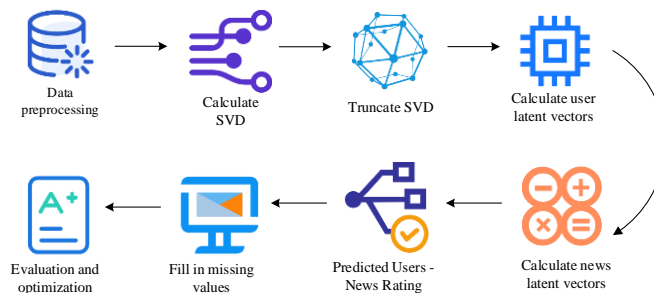 Data
preprocessing
Calculate
SVD
Truncate SVD
Calculate user
latent vectors
A+
Evaluation and
optimization
Fill in missing
values
Predicted Users -
News Rating
Calculate news
latent vectors